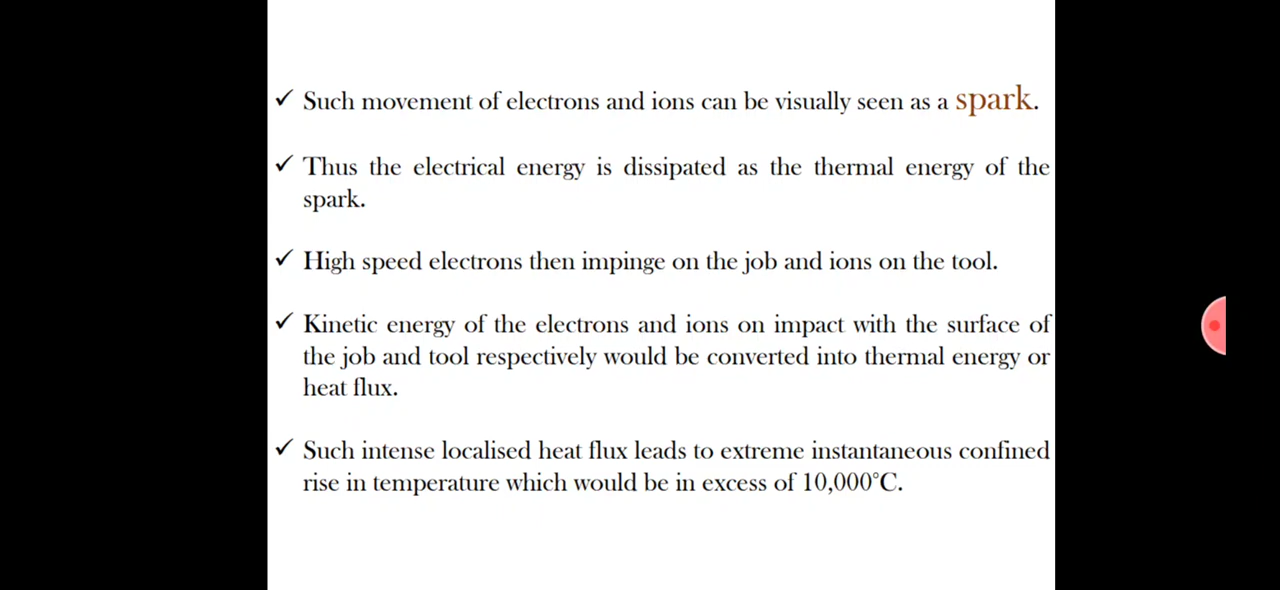 ✓ Such movement of electrons and ions can be visually seen as a spark.
✓ Thus the electrical energy is dissipated as the thermal energy of the
spark.
✓ High speed electrons then impinge on the job and ions on the tool.
✓ Kinetic energy of the electrons and ions on impact with the surface of
the job and tool respectively would be converted into thermal energy or
heat flux.
✓ Such intense localised heat flux leads to extreme instantaneous confined
rise in temperature which would be in excess of 10,000°C.